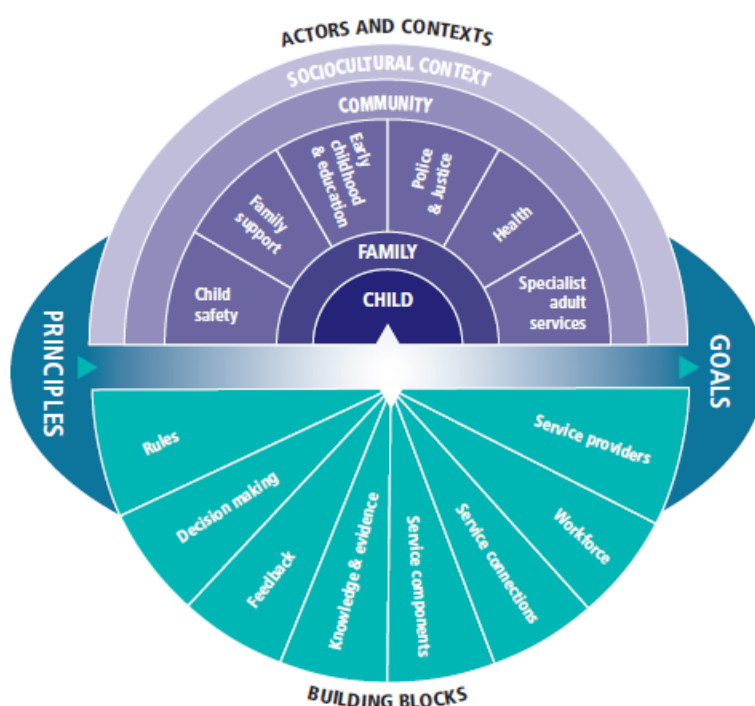 ACTORS AND CONTEXTS
SOCIOCULTURAL CONTEXT
COMMUNITY
Child
safety
Family
support
Early
childhood
& education
Police
& Justice
Health
Specialist
adult
services
FAMILY
CHILD
PRINCIPLES
GOALS
Rules
Decision making
Feedback
Knowledge & evidence
Service components
Service connections
Workforce
Service providers
BUILDING BLOCKS